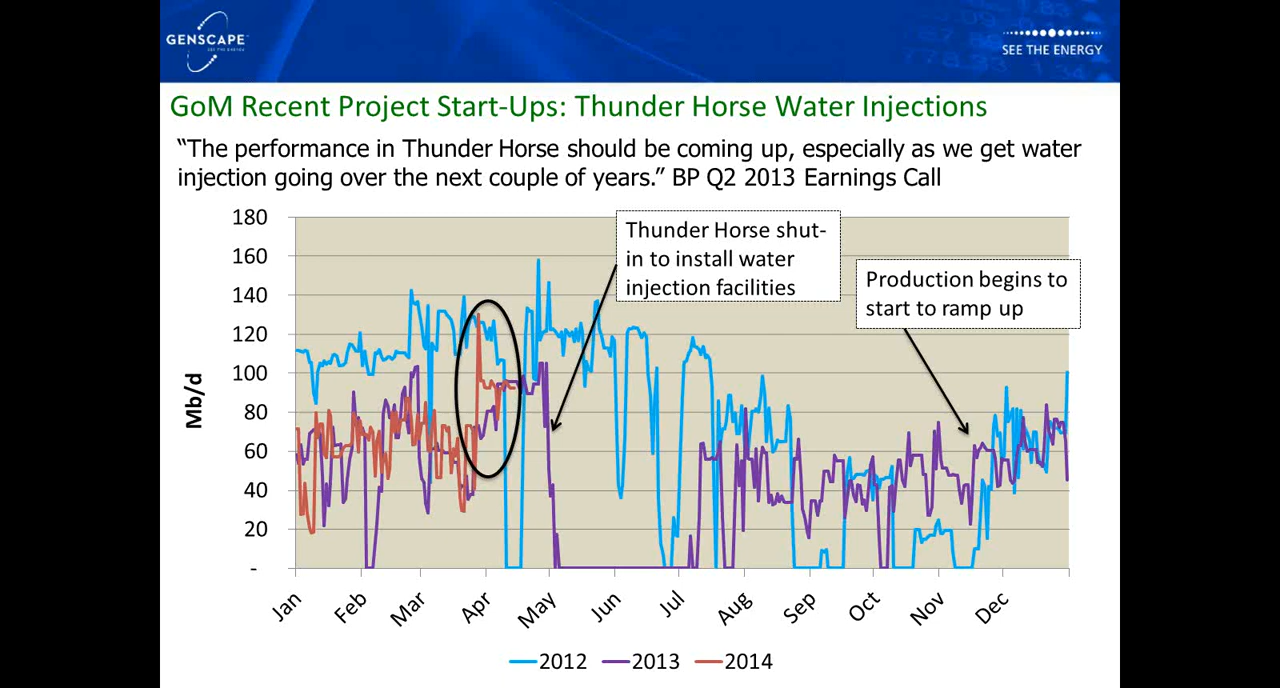 GENSCAPE
SEE THE ENERGY
SEE THE ENERGY
GoM Recent Project Start-Ups: Thunder Horse Water Injections
“The performance in Thunder Horse should be coming up, especially as we get water
injection going over the next couple of years.” BP Q2 2013 Earnings Call
180
160
140
120
100
80
60
40
20
-
Mb/d
Thunder Horse shut-
in to install water
injection facilities
Production begins to
start to ramp up
Jan
Feb
Mar
Apr
May
Jun
Jul
Aug
Sep
Oct
Nov
Dec
2012 2013 2014